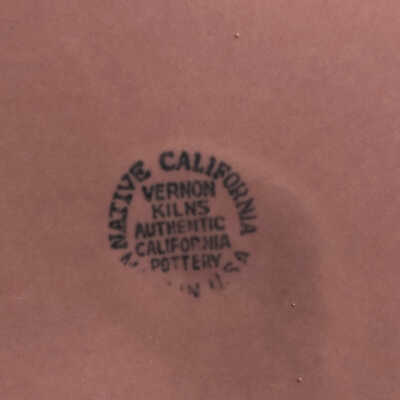 NATIVE CALIFORNIA
VERNON
KILNS
AUTHENTIC
CALIFORNIA
POTTERY
U.S.A